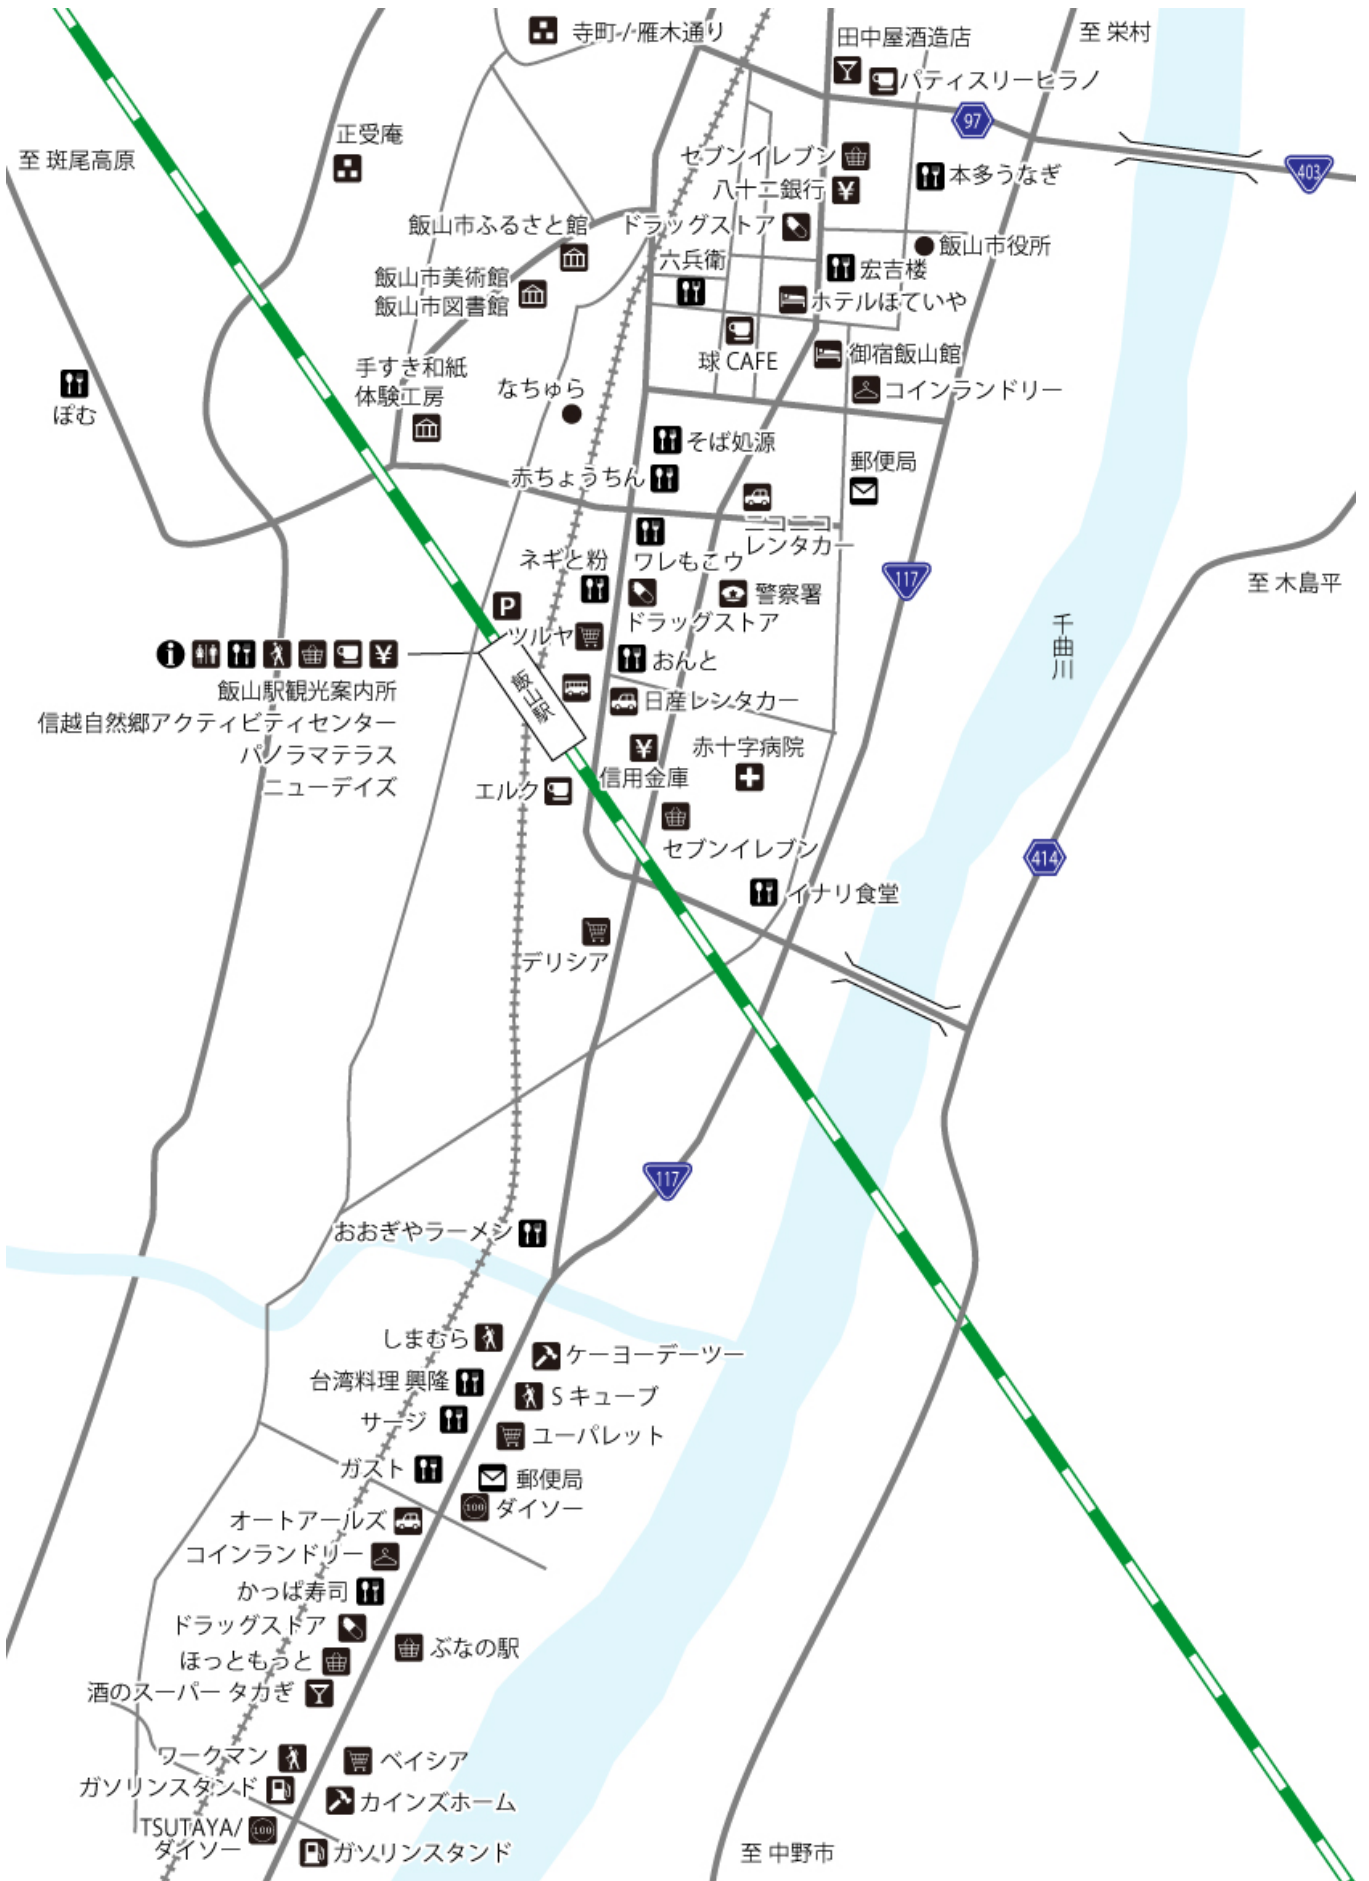 寺町 / 雁木通り
田中屋酒造店
至 栄村
パティスリーヒラノ
97
正受庵
至 斑尾高原
セブンイレブン
403
本多うなぎ
八十二銀行
飯山市ふるさと館
ドラッグストア
飯山市役所
六兵衛
宏吉楼
飯山市美術館
飯山市図書館
ホテルほていや
球 CAFE
御宿飯山館
手すき和紙
体験工房
なちゅら
コインランドリー
ぽむ
そば処源
郵便局
赤ちょうちん
ニコニコ
レンタカー
ネギと粉
ワレもこウ
117
至 木島平
警察署
P
ドラッグストア
ツルヤ
千曲川
おんと
飯山駅
飯山駅観光案内所
信越自然郷アクティビティセンター
パノラマテラス
ニューデイズ
日産レンタカー
赤十字病院
信用金庫
エルク
セブンイレブン
414
イナリ食堂
デリシア
117
おおぎやラーメン
しまむら
ケーヨーデーツー
台湾料理 興隆
S キューブ
サージ
ユーパレット
ガスト
郵便局
100
ダイソー
オートアールズ
コインランドリー
かっぱ寿司
ドラッグストア
ぶなの駅
ほっともっと
酒のスーパー タカぎ
ワークマン
ベイシア
ガソリンスタンド
カインズホーム
TSUTAYA/
ダイソー
100
ガソリンスタンド
至 中野市